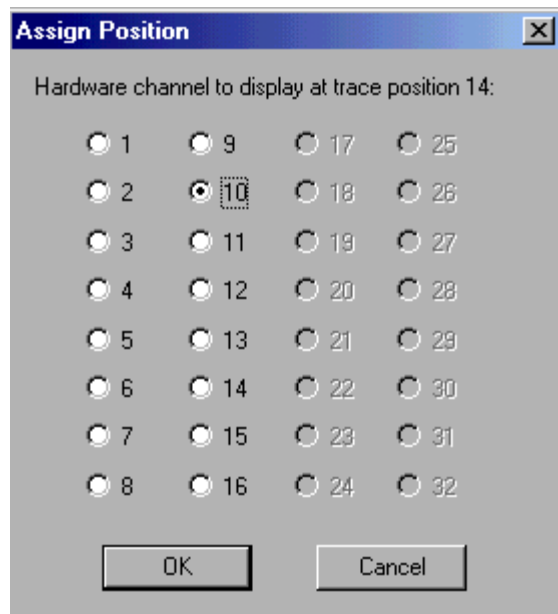 Assign Position
Hardware channel to display at trace position 14:
1 9 17 25
2 10 18 26
3 11 19 27
4 12 20 28
5 13 21 29
6 14 22 30
7 15 23 31
8 16 24 32
OK Cancel